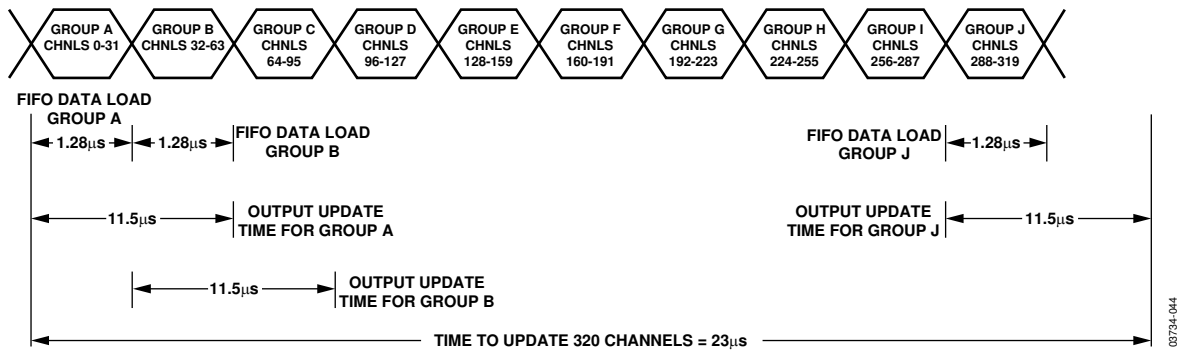 GROUP A
CHNLS 0-31
GROUP B
CHNLS 32-63
GROUP C
CHNLS
64-95
GROUP D
CHNLS
96-127
GROUP E
CHNLS
128-159
GROUP F
CHNLS
160-191
GROUP G
CHNLS
192-223
GROUP H
CHNLS
224-255
GROUP I
CHNLS
256-287
GROUP J
CHNLS
288-319
FIFO DATA LOAD
GROUP A
1.28µs
1.28µs
FIFO DATA LOAD
GROUP B
FIFO DATA LOAD
GROUP J
1.28µs
11.5µs
OUTPUT UPDATE
TIME FOR GROUP A
OUTPUT UPDATE
TIME FOR GROUP J
11.5µs
11.5µs
OUTPUT UPDATE
TIME FOR GROUP B
TIME TO UPDATE 320 CHANNELS = 23µs
03734-044